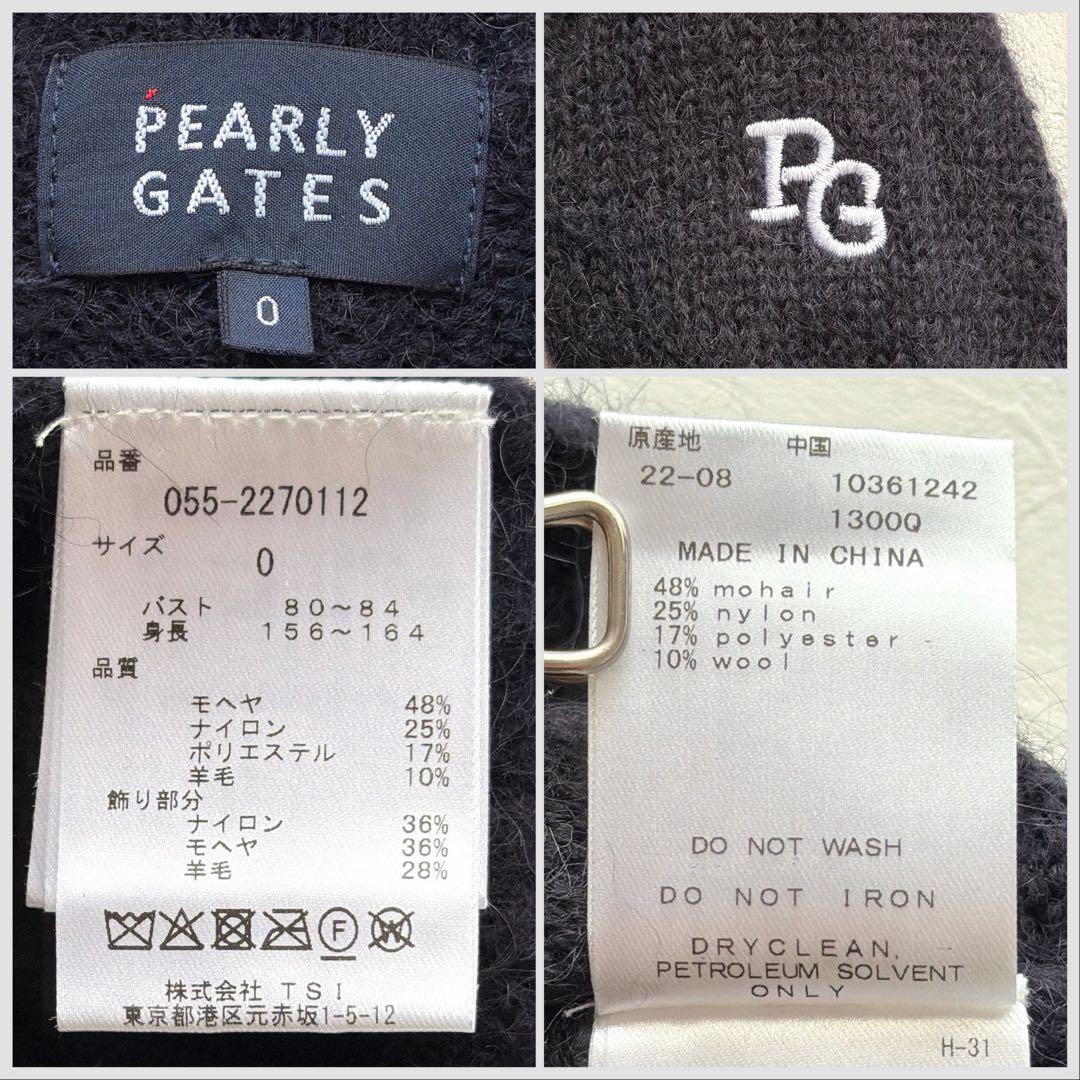 PEARLY
GATES
0
PG
品番
055-2270112
サイズ
0
バスト 80～84
身長 156～164
品質
モヘヤ 48%
ナイロン 25%
ポリエステル 17%
羊毛 10%
飾り部分
ナイロン 36%
モヘヤ 36%
羊毛 28%
F
W
株式会社 TSI
東京都港区元赤坂1-5-12
原産地 中国
22-08 10361242
1300Q
MADE IN CHINA
48% mohair
25% nylon
17% polyester
10% wool
DO NOT WASH
DO NOT IRON
DRYCLEAN,
PETROLEUM SOLVENT
ONLY
H-31